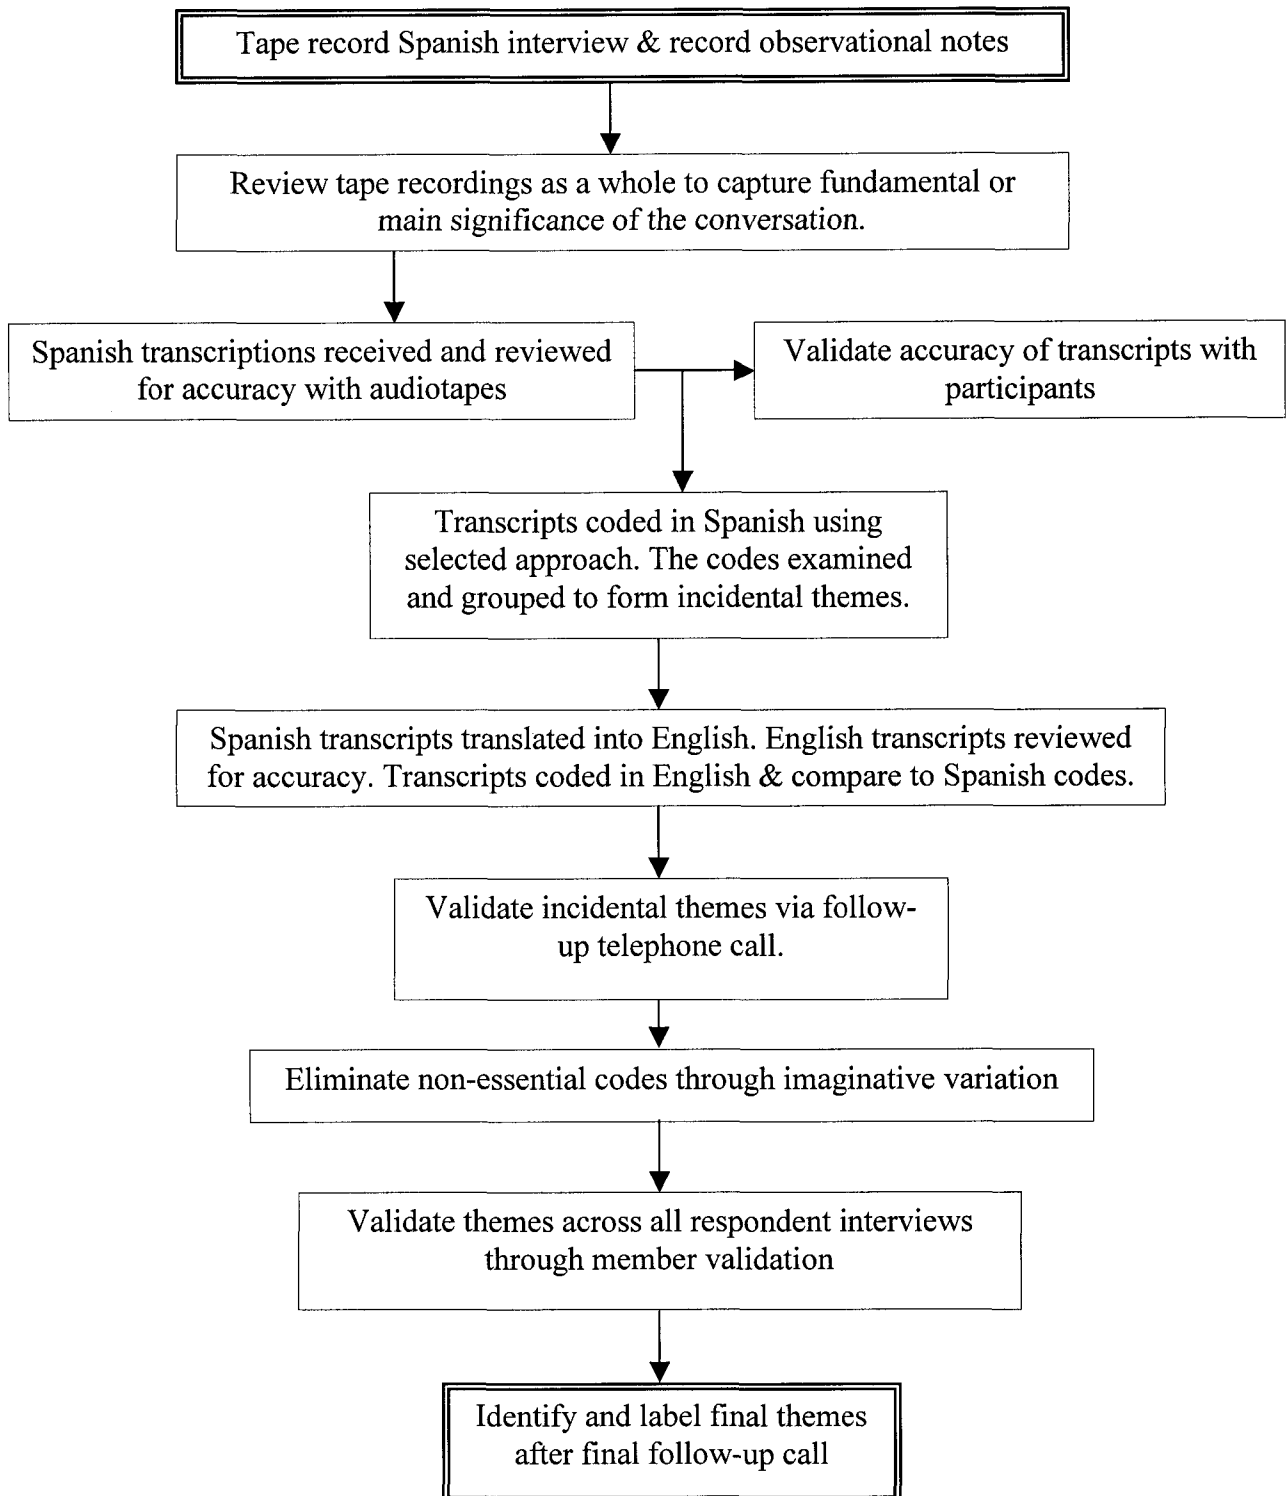 Tape record Spanish interview & record observational notes
Review tape recordings as a whole to capture fundamental or
main significance of the conversation.
Spanish transcriptions received and reviewed
for accuracy with audiotapes
Validate accuracy of transcripts with
participants
Transcripts coded in Spanish using
selected approach. The codes examined
and grouped to form incidental themes.
Spanish transcripts translated into English. English transcripts reviewed
for accuracy. Transcripts coded in English & compare to Spanish codes.
Validate incidental themes via follow-
up telephone call.
Eliminate non-essential codes through imaginative variation
Validate themes across all respondent interviews
through member validation
Identify and label final themes
after final follow-up call